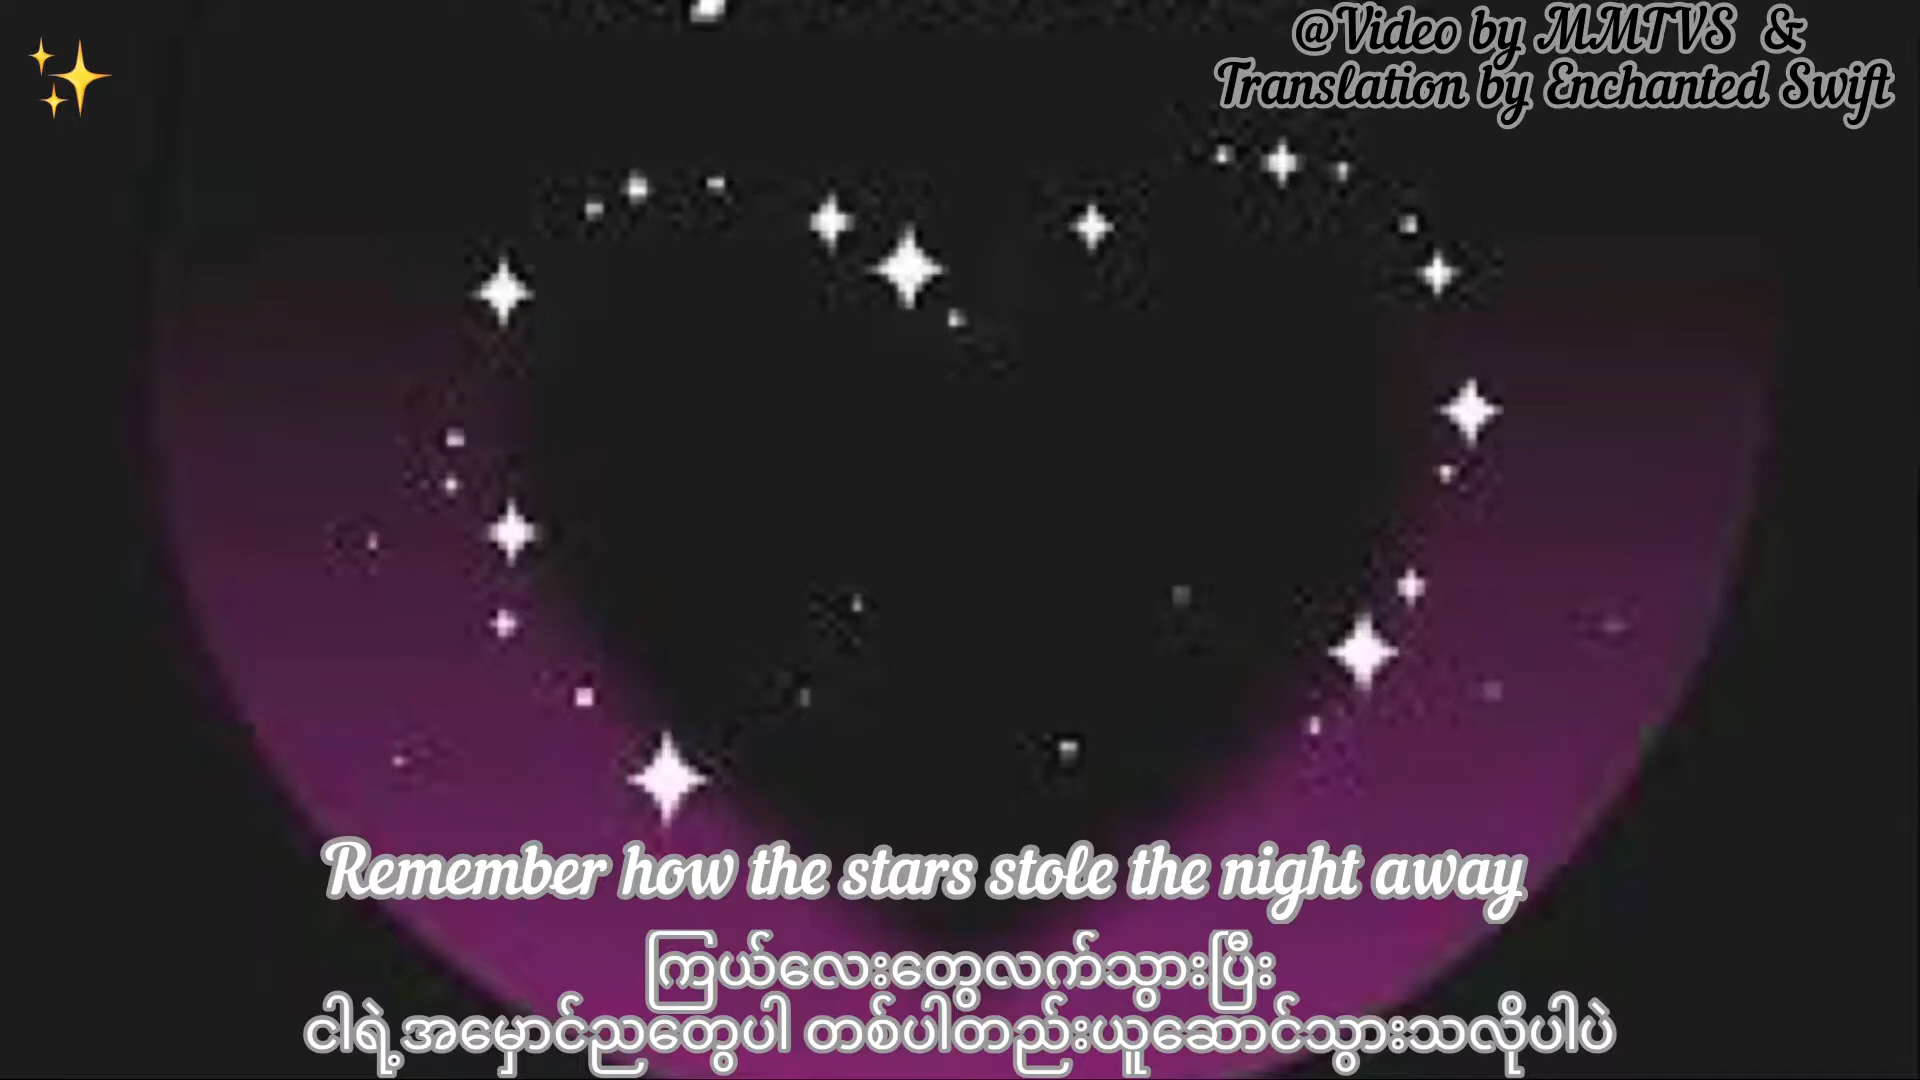 @Video by MMTVS &
Translation by Enchanted Swift
Remember how the stars stole the night away
ကြယ်လေးတွေလက်သွားပြီး
ငါရဲ့အမှောင်ညတွေပါ တစ်ပါတည်းယူဆောင်သွားသလိုပါပဲ